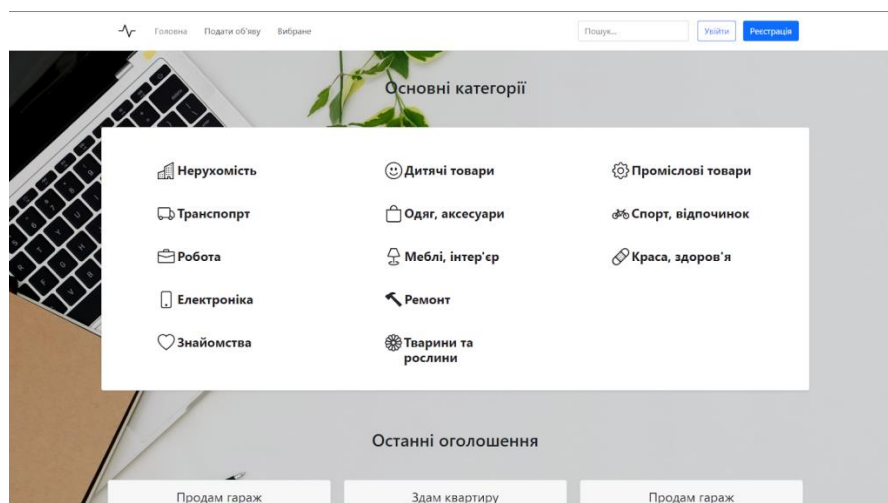 Головна Подати об'яву Вибране Пошук... Увійти Реєстрація
Основні категорії
Нерухомість
Транспопрт
Робота
Електроніка
Знайомства
Дитячі товари
Одяг, аксесуари
Меблі, інтер'єр
Ремонт
Тварини та
рослини
Проміслові товари
Спорт, відпочинок
Краса, здоров'я
Останні оголошення
Продам гараж Здам квартиру Продам гараж